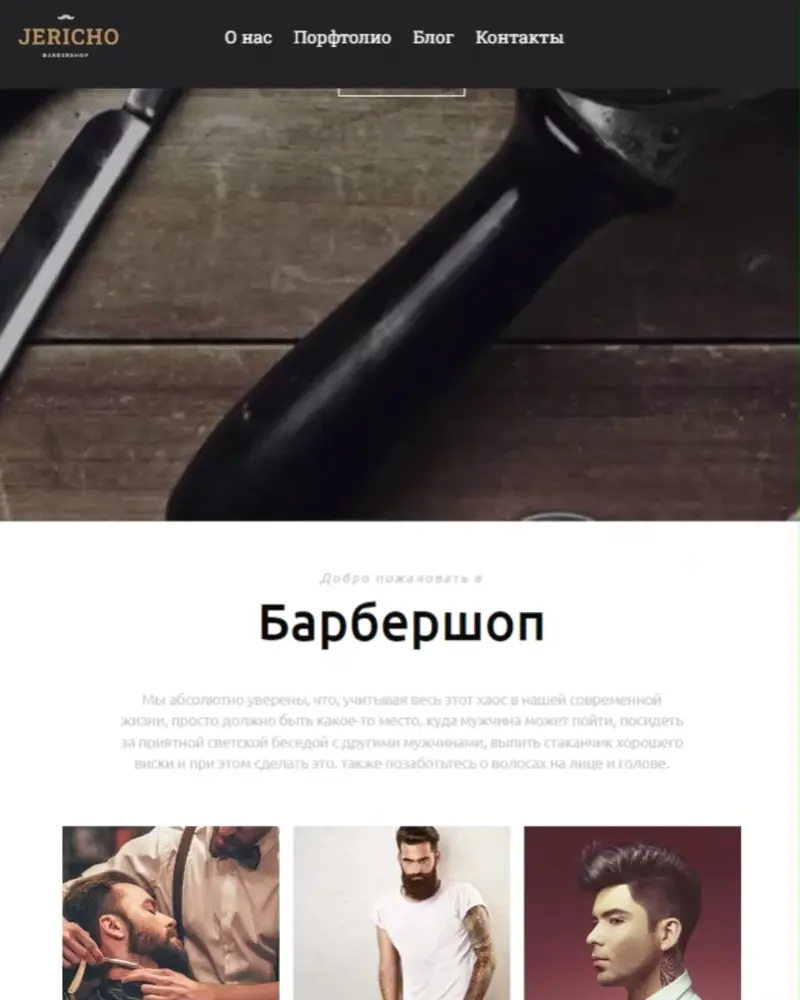 JERICHO
BARBERSHOP
О нас Порфтолио Блог Контакты
Добро пожаловать в
Барбершоп
Мы абсолютно уверены, что, учитывая весь этот хаос в нашей современной
жизни, просто должно быть какое-то место, куда мужчина может пойти, посидеть
за приятной светской беседой с другими мужчинами, выпить стаканчик хорошего
виски и при этом сделать это. также позаботьтесь о волосах на лице и голове.